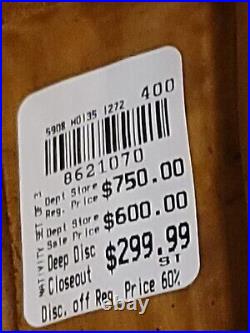 400
5908 H0135 1272
8621070
Dept Store
Reg. Price $750.00
Dept Store
Sale Price $600.00
Deep Disc
Closeout $299.99
ST
Disc. off Reg. Price 60%